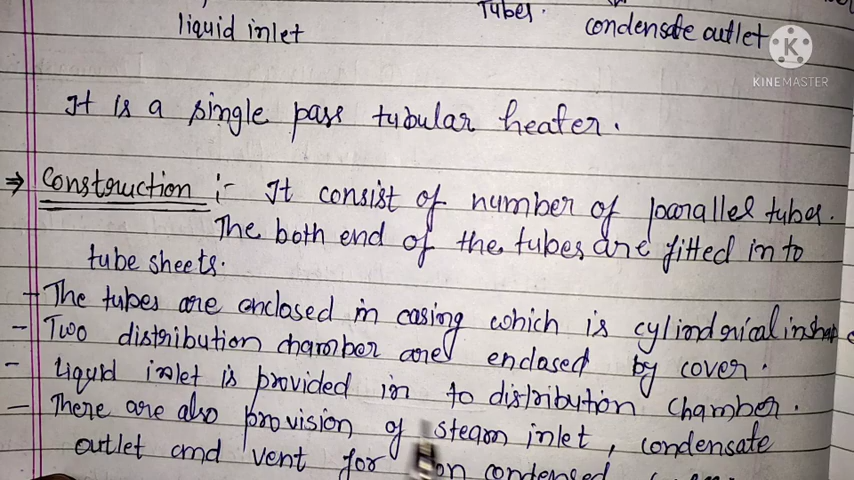 Tubes.
liquid inlet
condensate outlet
K
KINEMASTER
It is a single pass tubular heater.
⇒ Construction :- It consist of number of parallel tubes.
The both end of the tubes are fitted in to
tube sheets.
- The tubes are enclosed in casing which is cylinderical in shap
- Two distribution chamber are enclosed by cover.
- Liquid inlet is provided in to distribution chamber.
- There are also provision of steam inlet, condensate
outlet and vent for condensed